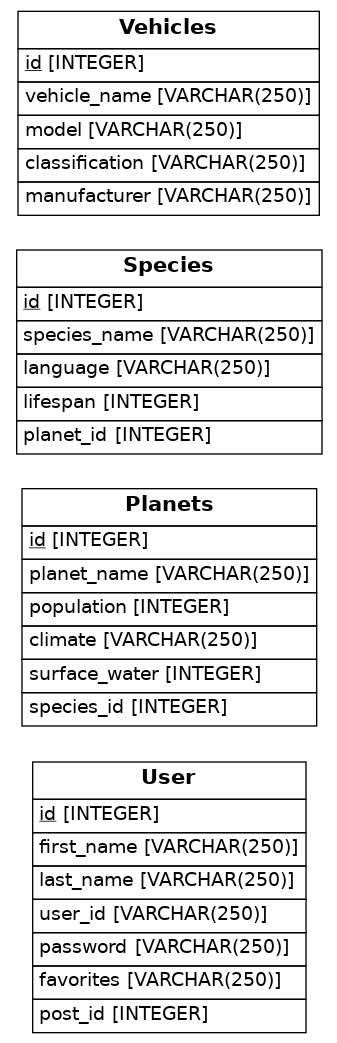 Vehicles
id [INTEGER]
vehicle_name [VARCHAR(250)]
model [VARCHAR(250)]
classification [VARCHAR(250)]
manufacturer [VARCHAR(250)]
Species
id [INTEGER]
species_name [VARCHAR(250)]
language [VARCHAR(250)]
lifespan [INTEGER]
planet_id [INTEGER]
Planets
id [INTEGER]
planet_name [VARCHAR(250)]
population [INTEGER]
climate [VARCHAR(250)]
surface_water [INTEGER]
species_id [INTEGER]
User
id [INTEGER]
first_name [VARCHAR(250)]
last_name [VARCHAR(250)]
user_id [VARCHAR(250)]
password [VARCHAR(250)]
favorites [VARCHAR(250)]
post_id [INTEGER]